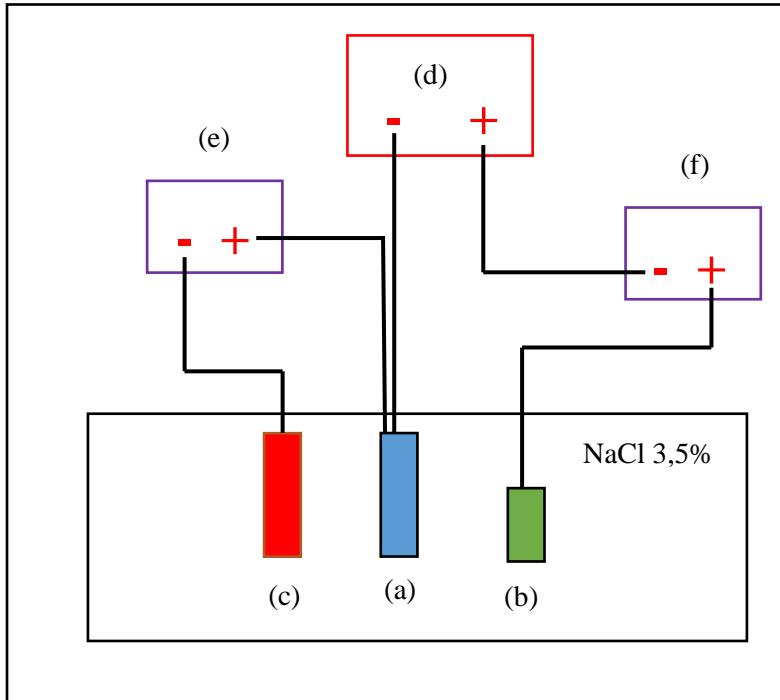 (d)
- +
(e)
(f)
- +
- +
NaCl 3,5%
(c)
(a)
(b)